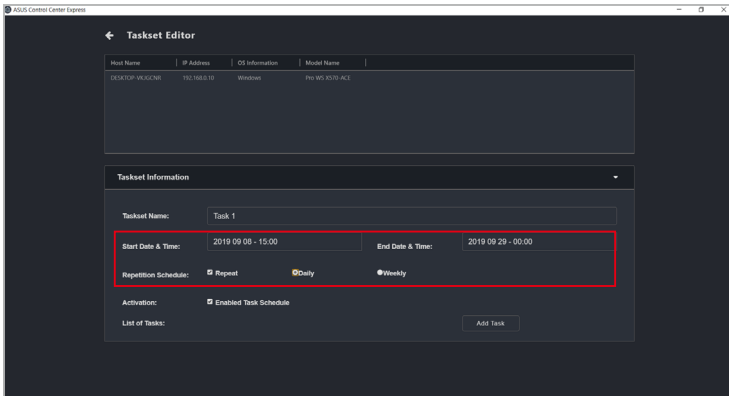 ASUS Control Center Express
Taskset Editor
Host Name IP Address OS Information Model Name
DESKTOP-VKJGCNR 192.168.0.10 Windows Pro WS X570-ACE
Taskset Information
Taskset Name: Task 1
Start Date & Time: 2019 09 08 - 15:00 End Date & Time: 2019 09 29 - 00:00
Repetition Schedule: Repeat Daily Weekly
Activation: Enabled Task Schedule
List of Tasks: Add Task